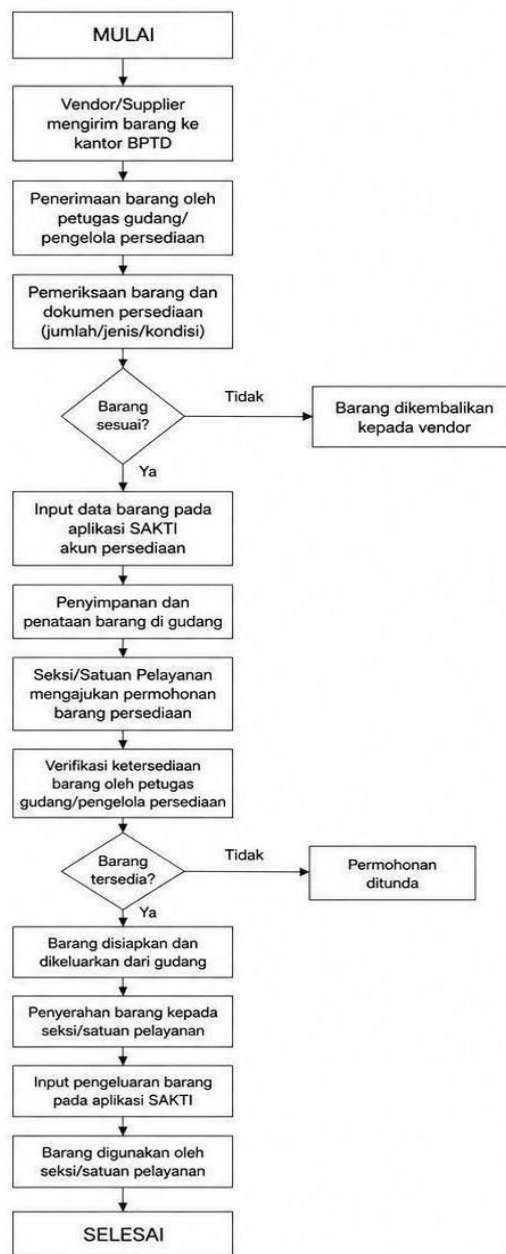 MULAI
Vendor/Supplier
mengirim barang ke
kantor BPTD
Penerimaan barang oleh
petugas gudang/
pengelola persediaan
Pemeriksaan barang dan
dokumen persediaan
(jumlah/jenis/kondisi)
Barang
sesuai?
Tidak
Barang dikembalikan
kepada vendor
Ya
Input data barang pada
aplikasi SAKTI
akun persediaan
Penyimpanan dan
penataan barang di gudang
Seksi/Satuan Pelayanan
mengajukan permohonan
barang persediaan
Verifikasi ketersediaan
barang oleh petugas
gudang/pengelola persediaan
Barang
tersedia?
Tidak
Permohonan
ditunda
Ya
Barang disiapkan dan
dikeluarkan dari gudang
Penyerahan barang kepada
seksi/satuan pelayanan
Input pengeluaran barang
pada aplikasi SAKTI
Barang digunakan oleh
seksi/satuan pelayanan
SELESAI